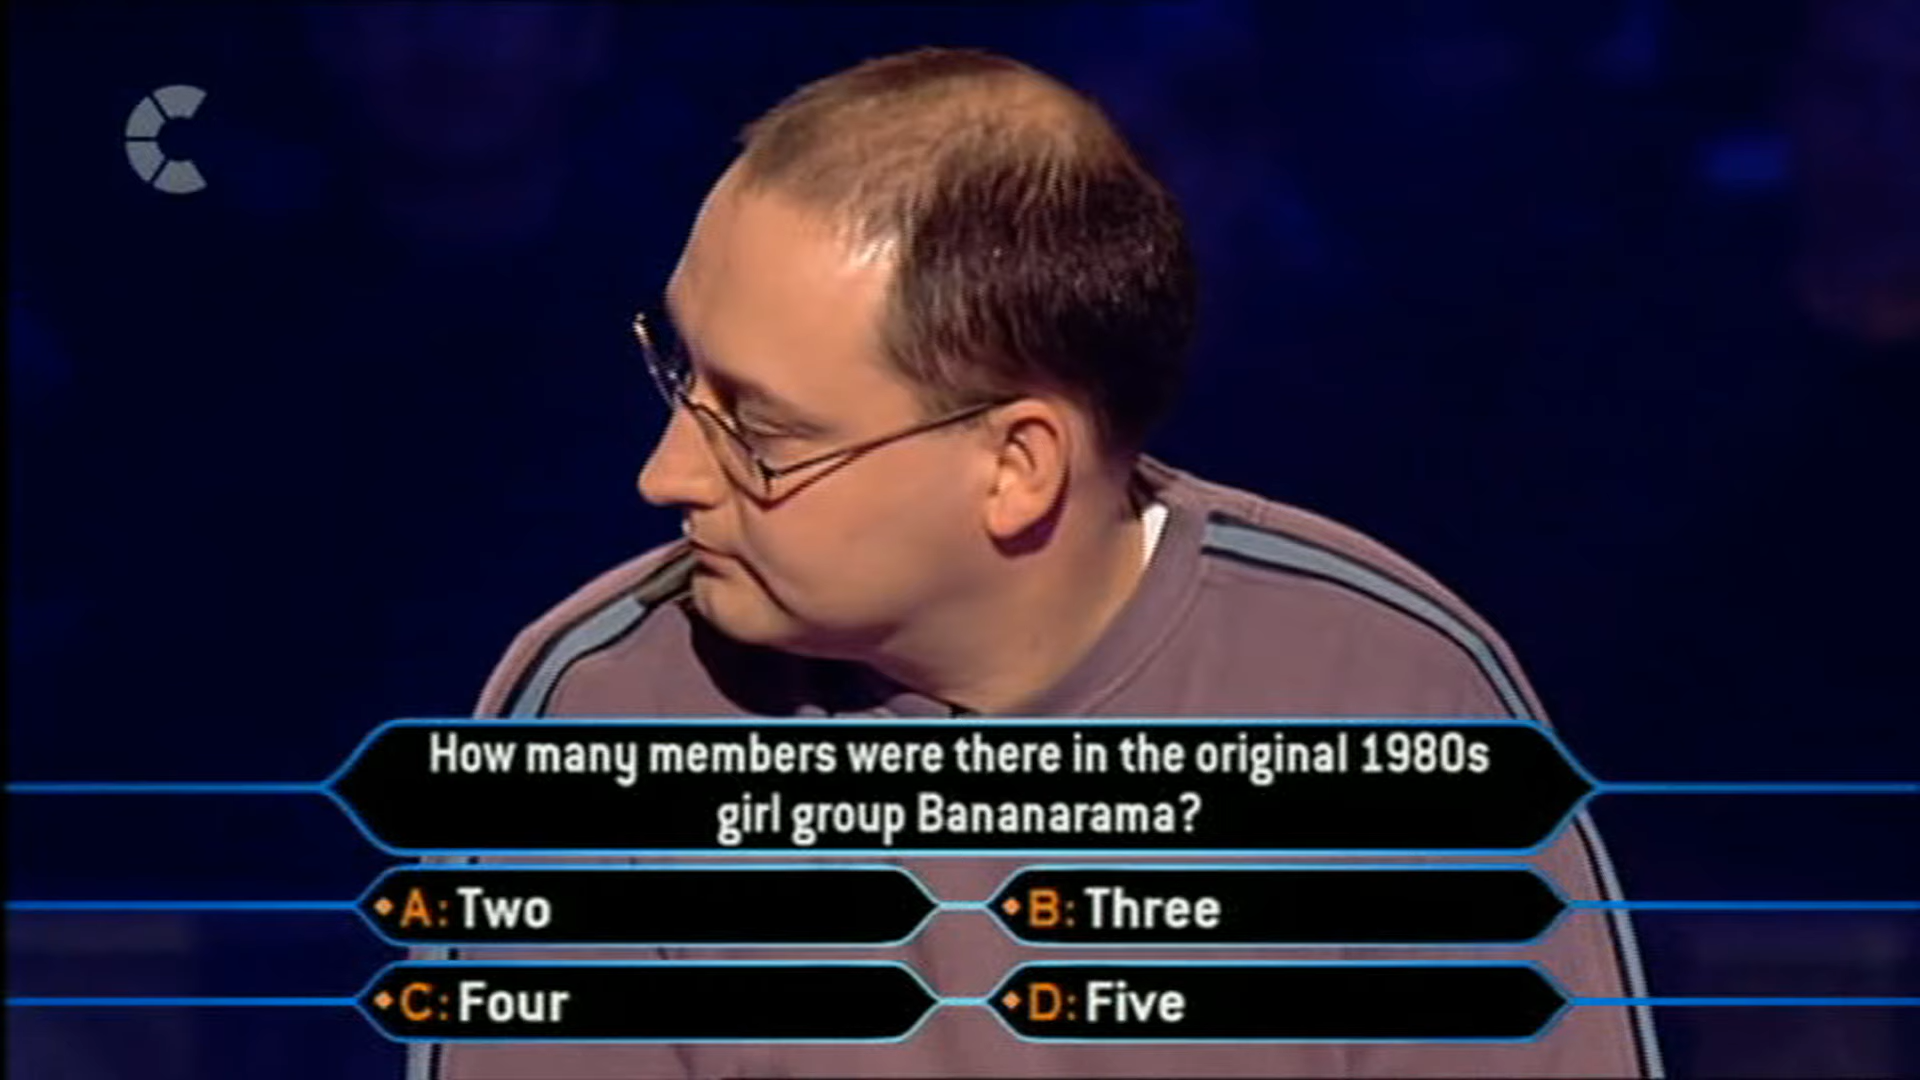 How many members were there in the original 1980s
girl group Bananarama?
A: Two
B: Three
C: Four
D: Five